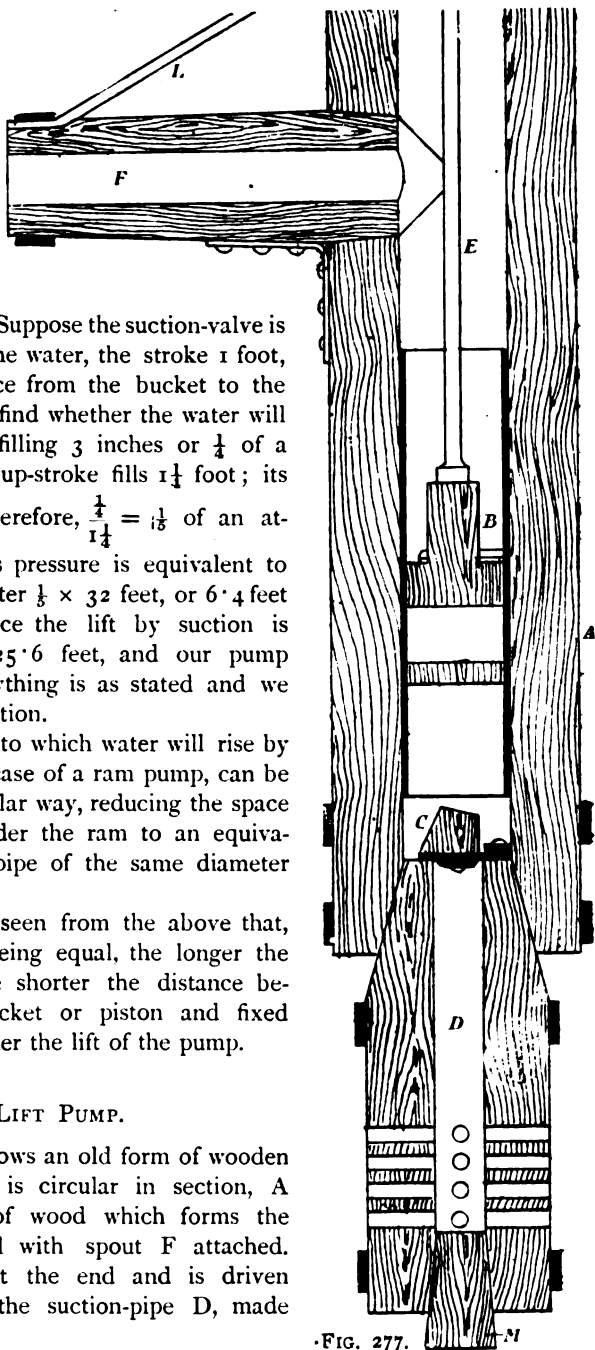 L
F
E
Suppose the suction-valve is
ne water, the stroke 1 foot,
ce from the bucket to the
find whether the water will
filling 3 inches or ¼ of a
up-stroke fills 1¼ foot; its
erefore, ¼ / 1¼ = ⅕ of an at-
s pressure is equivalent to
ter ⅕ × 32 feet, or 6·4 feet
ce the lift by suction is
25·6 feet, and our pump
ything is as stated and we
tion.
to which water will rise by
case of a ram pump, can be
lar way, reducing the space
der the ram to an equiva-
pipe of the same diameter
seen from the above that,
eing equal, the longer the
e shorter the distance be-
cket or piston and fixed
er the lift of the pump.
LIFT PUMP.
ows an old form of wooden
is circular in section, A
of wood which forms the
l with spout F attached.
t the end and is driven
the suction-pipe D, made
B
A
C
D
M
FIG. 277.